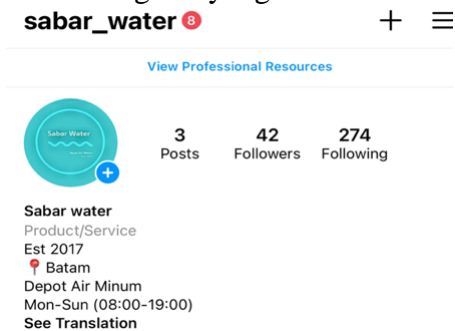 sabar_water 8
View Professional Resources
Sabar Water
3 42 274
Posts Followers Following
Sabar water
Product/Service
Est 2017
Batam
Depot Air Minum
Mon-Sun (08:00-19:00)
See Translation